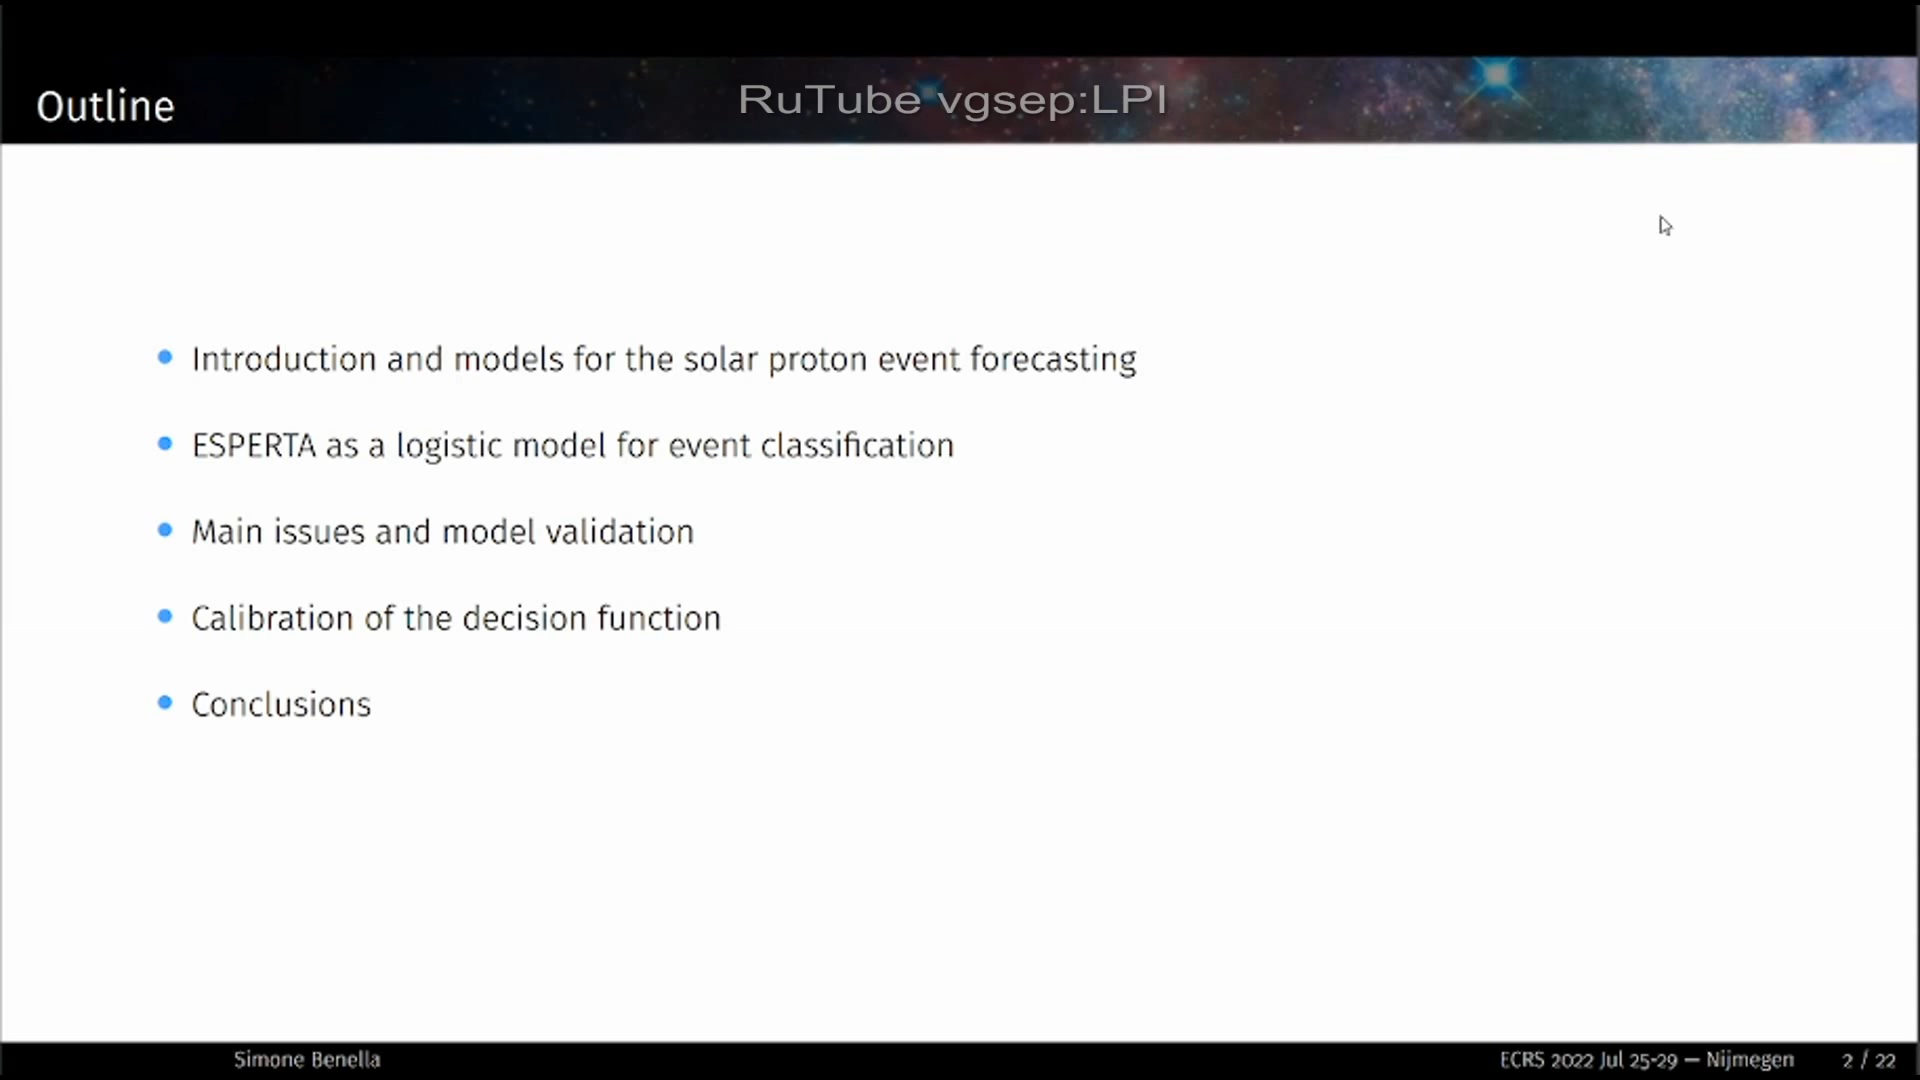 Outline
RuTube vgsep:LPI
Introduction and models for the solar proton event forecasting
ESPERTA as a logistic model for event classification
Main issues and model validation
Calibration of the decision function
Conclusions
Simone Benella
ECRS 2022 Jul 25-29 — Nijmegen
2 / 22